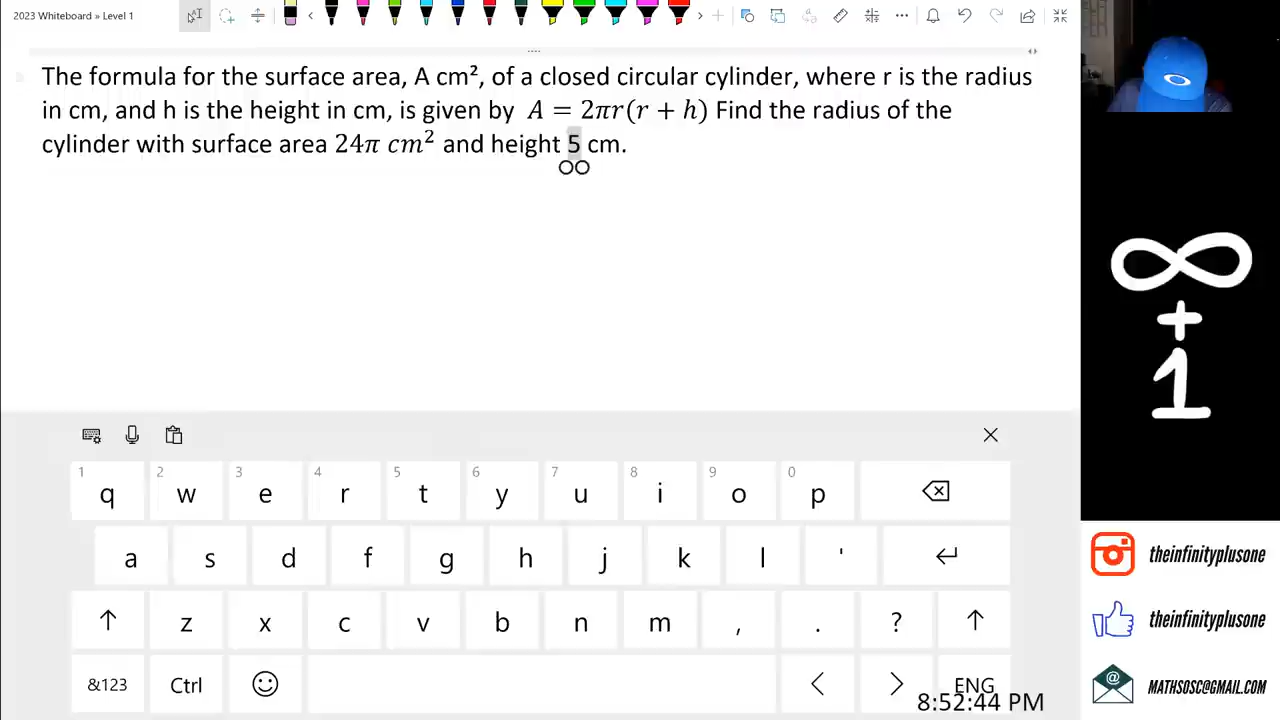 2023 Whiteboard » Level 1
The formula for the surface area, A cm², of a closed circular cylinder, where r is the radius
in cm, and h is the height in cm, is given by A = 2πr(r + h) Find the radius of the
cylinder with surface area 24π cm² and height 5 cm.
∞
+
1
1 2 3 4 5 6 7 8 9 0
q w e r t y u i o p
a s d f g h j k l '
z x c v b n m , . ?
&123 Ctrl ENG
8:52:44 PM
theinfinityplusone
theinfinityplusone
MATHSOSC@GMAIL.COM